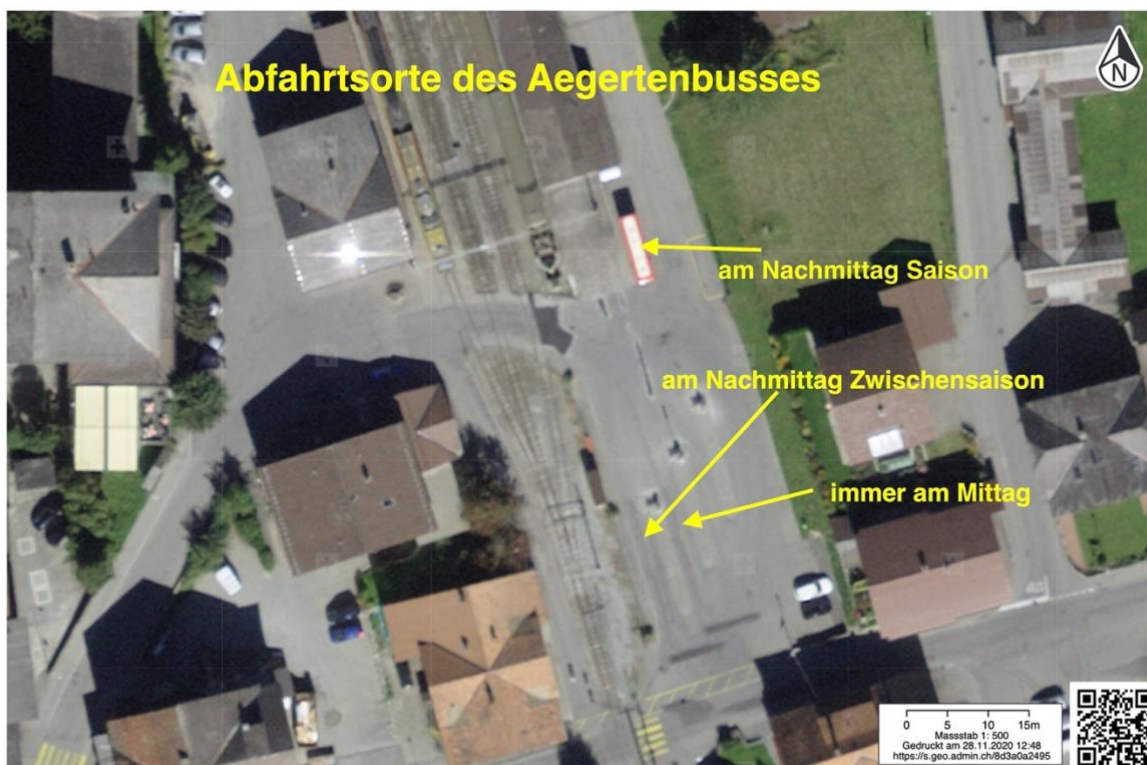 Abfahrtsorte des Aegertenbusses
N
am Nachmittag Saison
am Nachmittag Zwischensaison
immer am Mittag
0 5 10 15m
Massstab 1: 500
Gedruckt am 28.11.2020 12:48
https://s.geo.admin.ch/8d3a0a2495